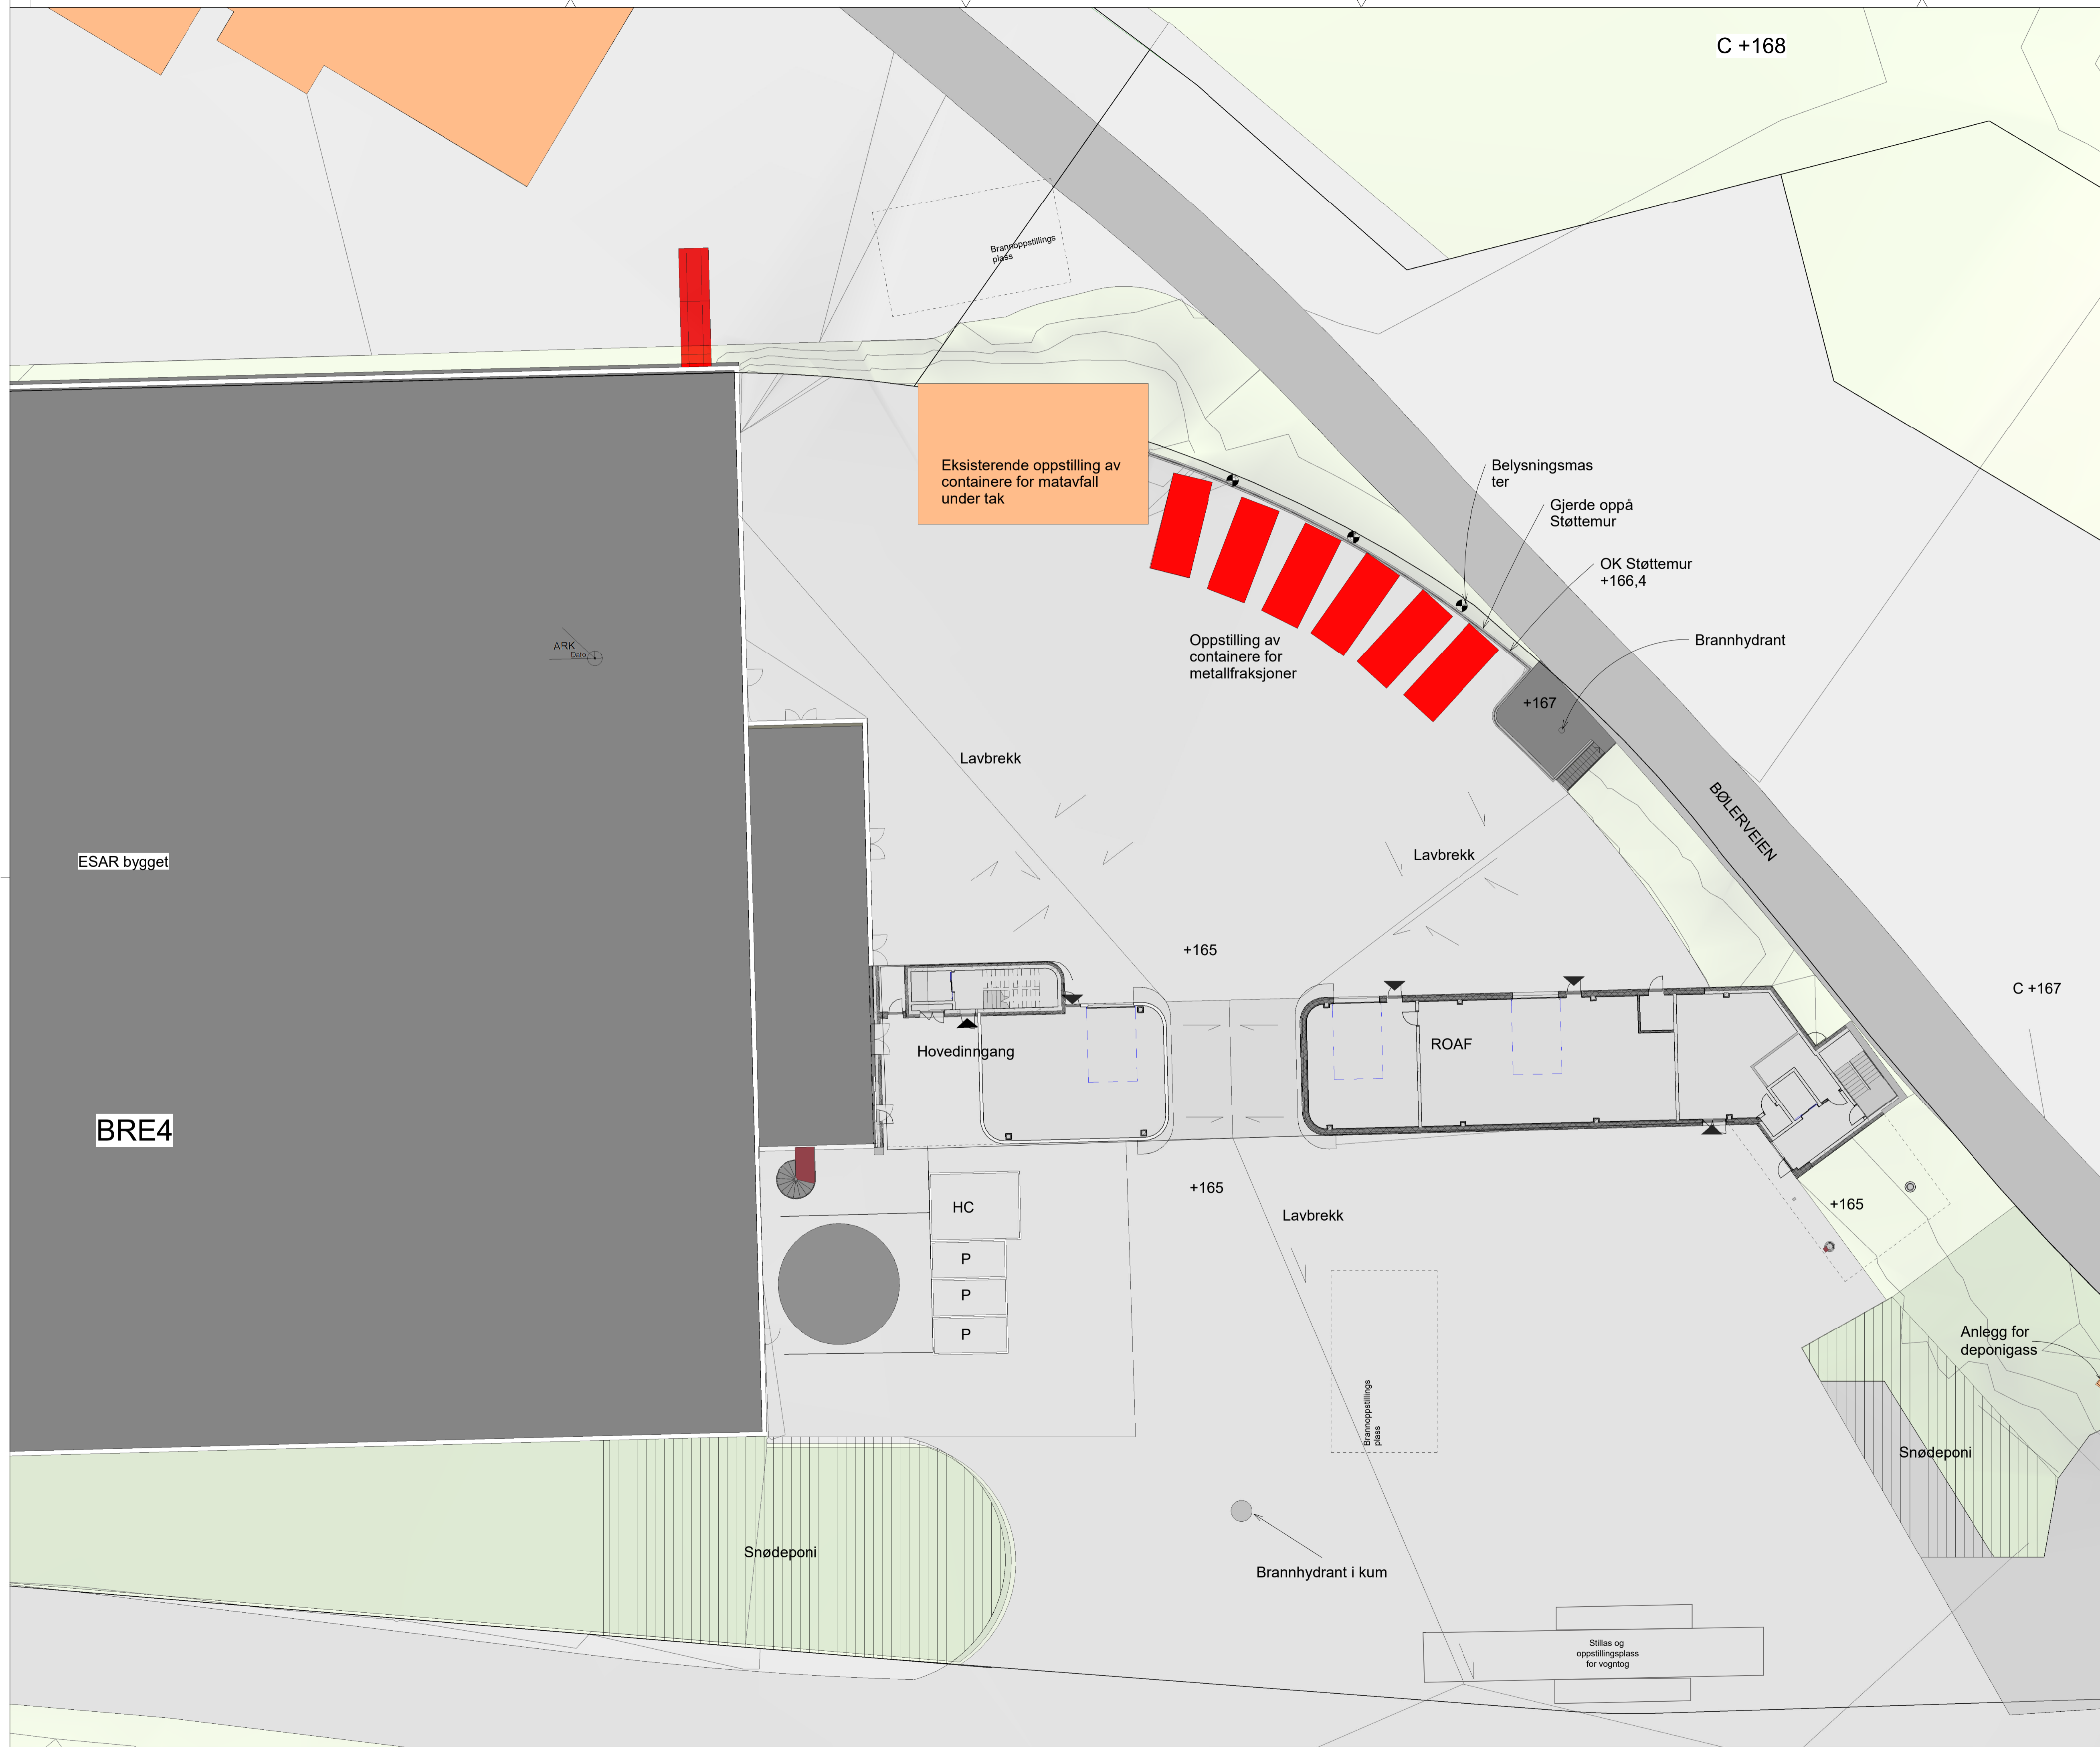 C +168
Brannoppstillings
plass
Eksisterende oppstilling av
containere for matavfall
under tak
Belysningsmas
ter
Gjerde oppå
Støttemur
OK Støttemur
+166,4
Brannhydrant
ARK
Dato
Oppstilling av
containere for
metallfraksjoner
+167
Lavbrekk
BØLERVEIEN
Lavbrekk
ESAR bygget
+165
C +167
Hovedinngang
ROAF
BRE4
+165
HC
Lavbrekk
+165
P
P
P
Anlegg for
deponigass
Brannoppstillings
plass
Snødeponi
Snødeponi
Brannhydrant i kum
Stillas og
oppstillingsplass
for vogntog